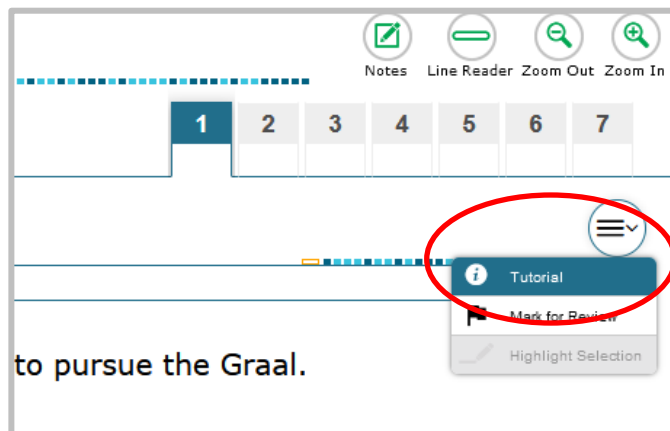 Notes Line Reader Zoom Out Zoom In
1 2 3 4 5 6 7
Tutorial
Mark for Review
Highlight Selection
to pursue the Graal.